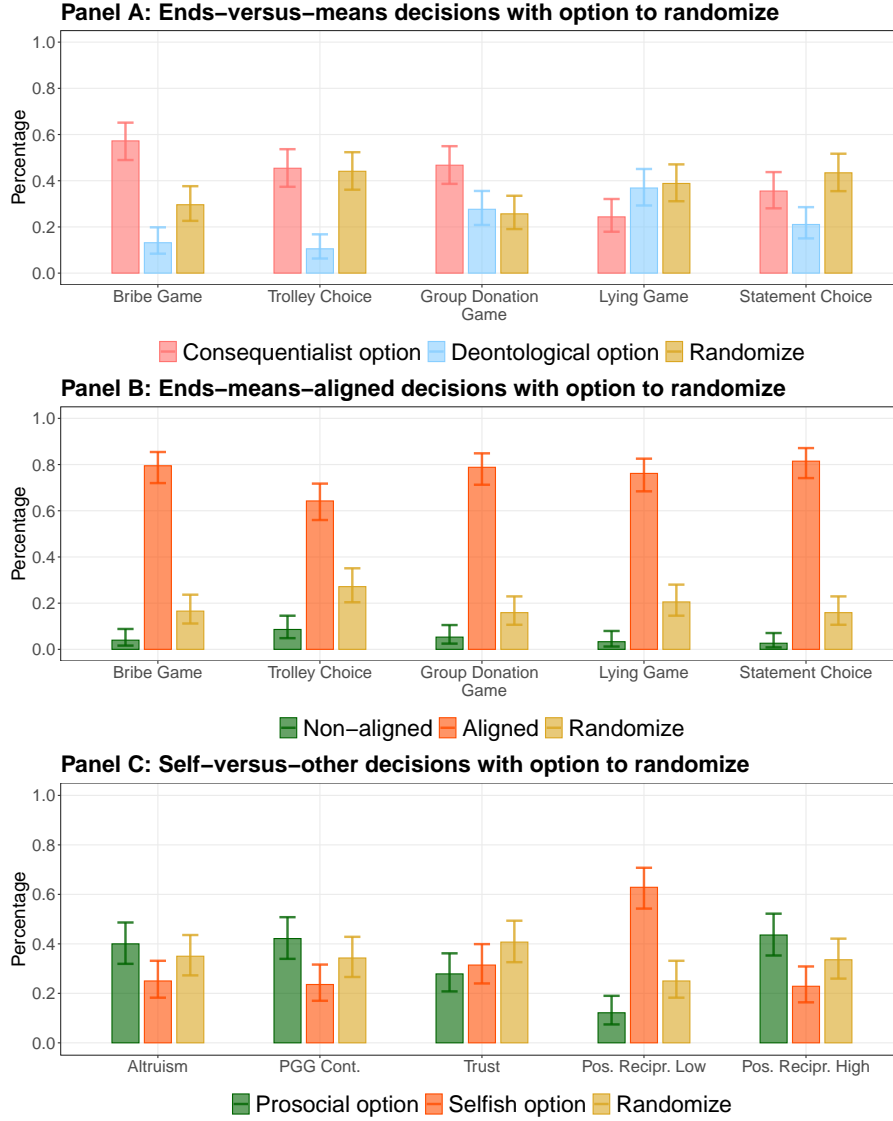 Panel A: Ends−versus−means decisions with option to randomize
Percentage
1.0
0.8
0.6
0.4
0.2
0.0
Bribe Game Trolley Choice Group Donation Game Lying Game Statement Choice
Consequentialist option Deontological option Randomize
Panel B: Ends−means−aligned decisions with option to randomize
Percentage
1.0
0.8
0.6
0.4
0.2
0.0
Bribe Game Trolley Choice Group Donation Game Lying Game Statement Choice
Non−aligned Aligned Randomize
Panel C: Self−versus−other decisions with option to randomize
Percentage
1.0
0.8
0.6
0.4
0.2
0.0
Altruism PGG Cont. Trust Pos. Recipr. Low Pos. Recipr. High
Prosocial option Selfish option Randomize